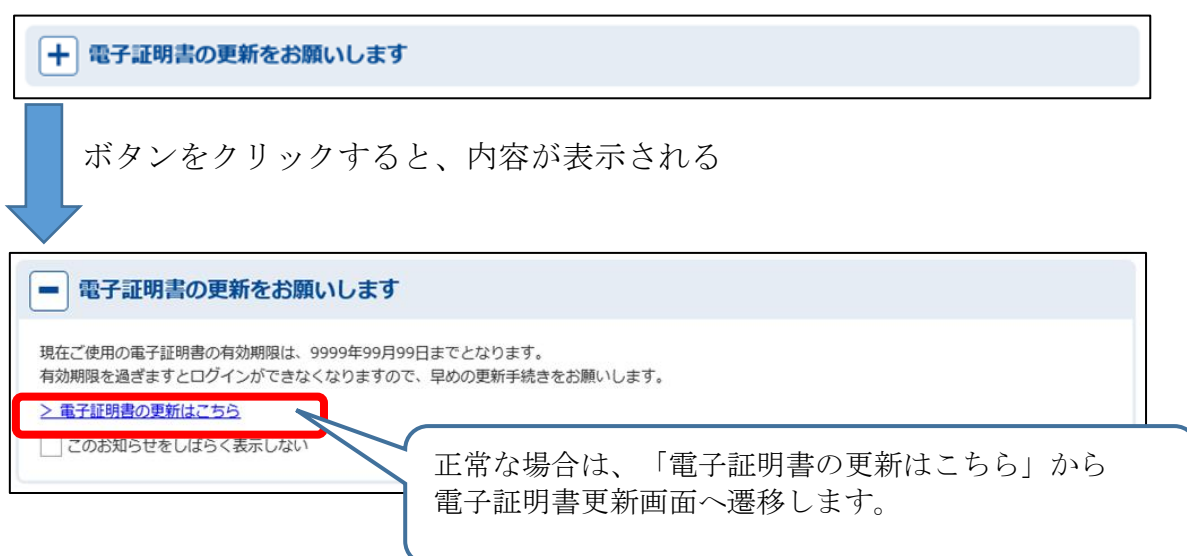 電子証明書の更新をお願いします
ボタンをクリックすると、内容が表示される
電子証明書の更新をお願いします
現在ご使用の電子証明書の有効期限は、9999年99月99日までとなります。
有効期限を過ぎますとログインができなくなりますので、早めの更新手続きをお願いします。
> 電子証明書の更新はこちら
このお知らせをしばらく表示しない
正常な場合は、「電子証明書の更新はこちら」から
電子証明書更新画面へ遷移します。